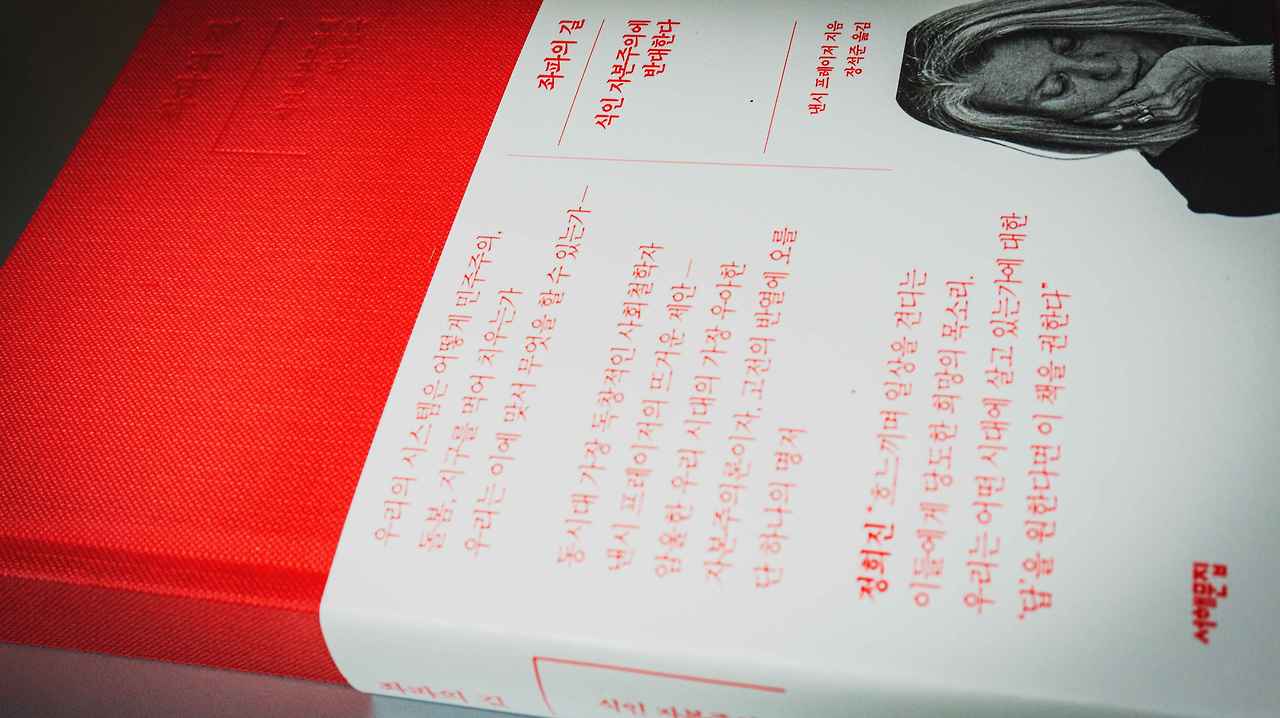 좌파의 길
식인 자본주의에
반대한다
낸시 프레이저 지음
장석준 옮김
우리의 시스템은 어떻게 민주주의,
돌봄, 지구를 먹어 치우는가
우리는 이에 맞서 무엇을 할 수 있는가—
동시대 가장 독창적인 사회 철학자
낸시 프레이저의 뜨거운 제안—
암울한 우리 시대의 가장 우아한
자본주의론이자, 고전의 반열에 오를
단 하나의 명저
정희진 “흐느끼며 일상을 견디는
이들에게 당도한 희망의 목소리.
우리는 어떤 시대에 살고 있는가에 대한
‘답’을 원한다면 이 책을 권한다”
서해문집
좌파의 길
식인 자본주의에